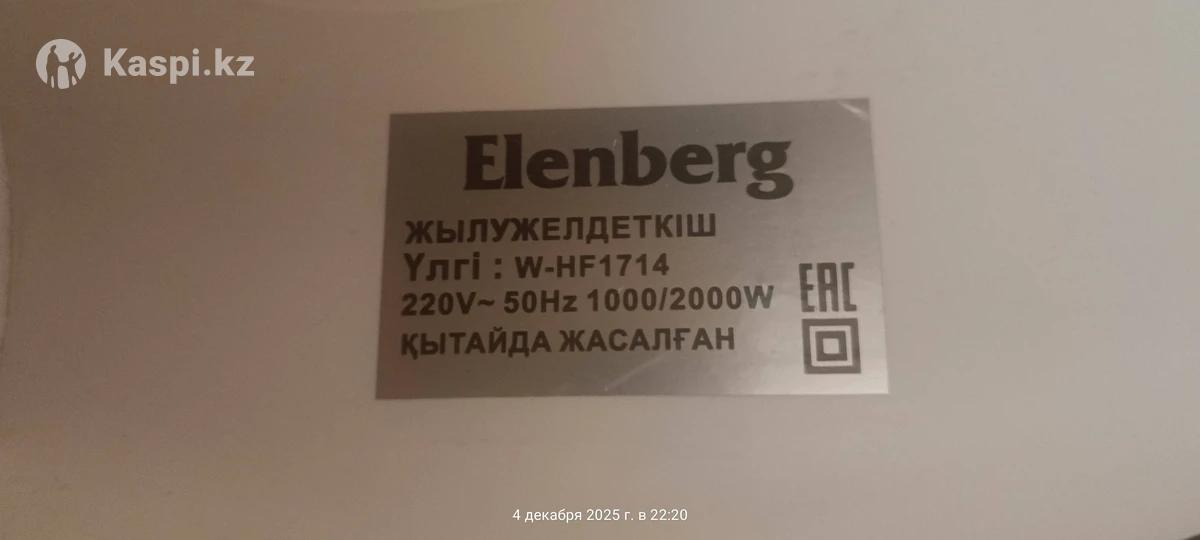 Kaspi.kz
Elenberg
ЖЫЛУЖЕЛДЕТКІШ
Үлгі : W-HF1714
220V~ 50Hz 1000/2000W
ҚЫТАЙДА ЖАСАЛҒАН
EAC
4 декабря 2025 г. в 22:20